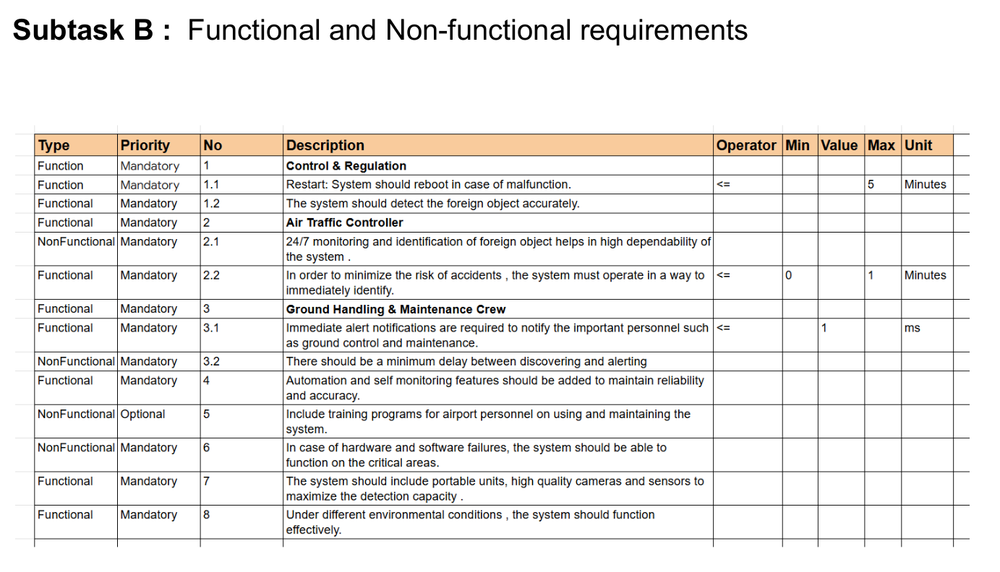 Subtask B : Functional and Non-functional requirements
Type Priority No Description Operator Min Value Max Unit
Function Mandatory 1 Control & Regulation
Function Mandatory 1.1 Restart: System should reboot in case of malfunction. <= 5 Minutes
Functional Mandatory 1.2 The system should detect the foreign object accurately.
Functional Mandatory 2 Air Traffic Controller
NonFunctional Mandatory 2.1 24/7 monitoring and identification of foreign object helps in high dependability of
the system .
Functional Mandatory 2.2 In order to minimize the risk of accidents , the system must operate in a way to <= 0 1 Minutes
immediately identify.
Functional Mandatory 3 Ground Handling & Maintenance Crew
Functional Mandatory 3.1 Immediate alert notifications are required to notify the important personnel such <= 1 ms
as ground control and maintenance.
NonFunctional Mandatory 3.2 There should be a minimum delay between discovering and alerting
Functional Mandatory 4 Automation and self monitoring features should be added to maintain reliability
and accuracy.
NonFunctional Optional 5 Include training programs for airport personnel on using and maintaining the
system.
NonFunctional Mandatory 6 In case of hardware and software failures, the system should be able to
function on the critical areas.
Functional Mandatory 7 The system should include portable units, high quality cameras and sensors to
maximize the detection capacity .
Functional Mandatory 8 Under different environmental conditions , the system should function
effectively.